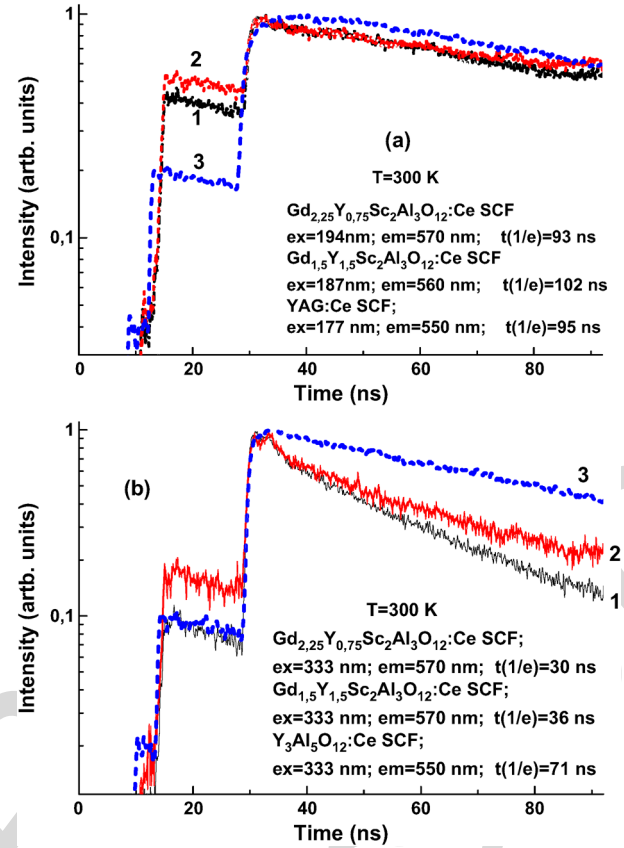 1
2
1
3
0,1
Intensity (artb. units)
(a)
T=300 K
Gd2,25Y0,75Sc2Al3O12:Ce SCF
ex=194nm; em=570 nm; t(1/e)=93 ns
Gd1,5Y1,5Sc2Al3O12:Ce SCF
ex=187nm; em=560 nm; t(1/e)=102 ns
YAG:Ce SCF;
ex=177 nm; em=550 nm; t(1/e)=95 ns
0 20 40 60 80
Time (ns)
1
(b)
3
2
1
0,1
Intensity (artb. units)
T=300 K
Gd2,25Y0,75Sc2Al3O12:Ce SCF;
ex=333 nm; em=570 nm; t(1/e)=30 ns
Gd1,5Y1,5Sc2Al3O12:Ce SCF;
ex=333 nm; em=570 nm; t(1/e)=36 ns
Y3Al5O12:Ce SCF;
ex=333 nm; em=550 nm; t(1/e)=71 ns
0 20 40 60 80
Time (ns)